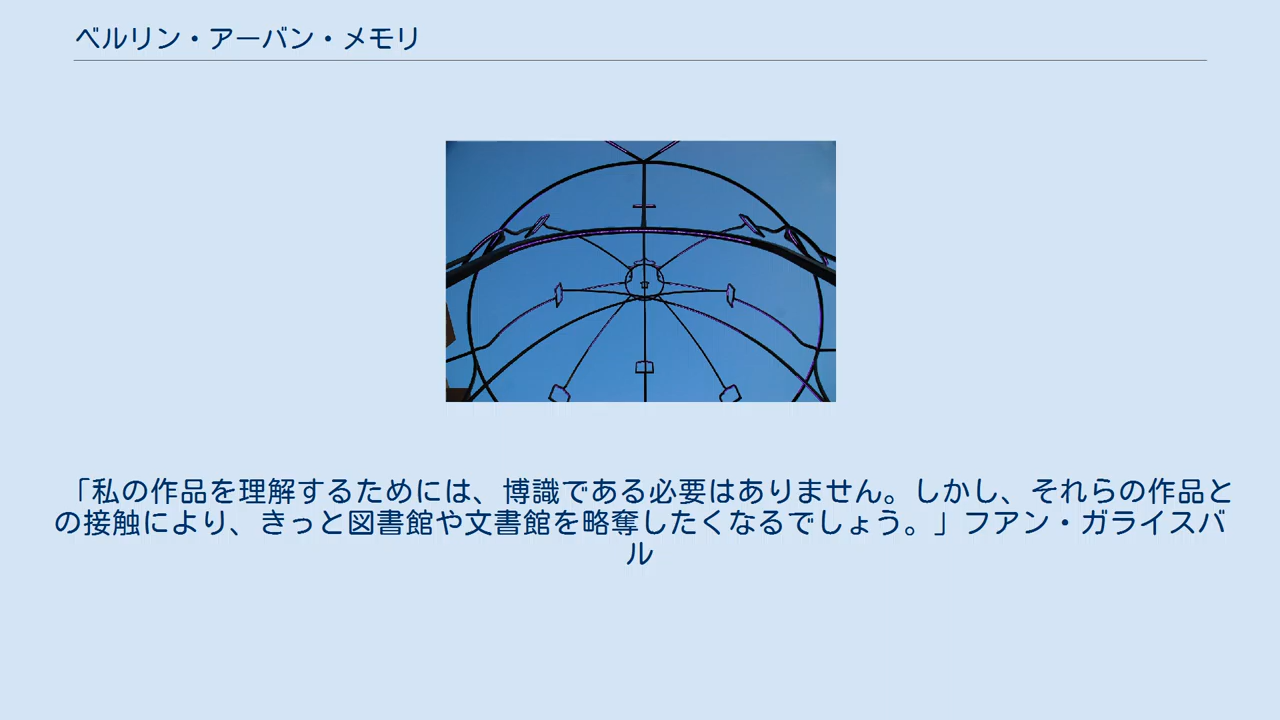 ベルリン・アーバン・メモリ
「私の作品を理解するためには、博識である必要はありません。しかし、それらの作品と
の接触により、きっと図書館や文書館を略奪したくなるでしょう。」フアン・ガライスバ
ル